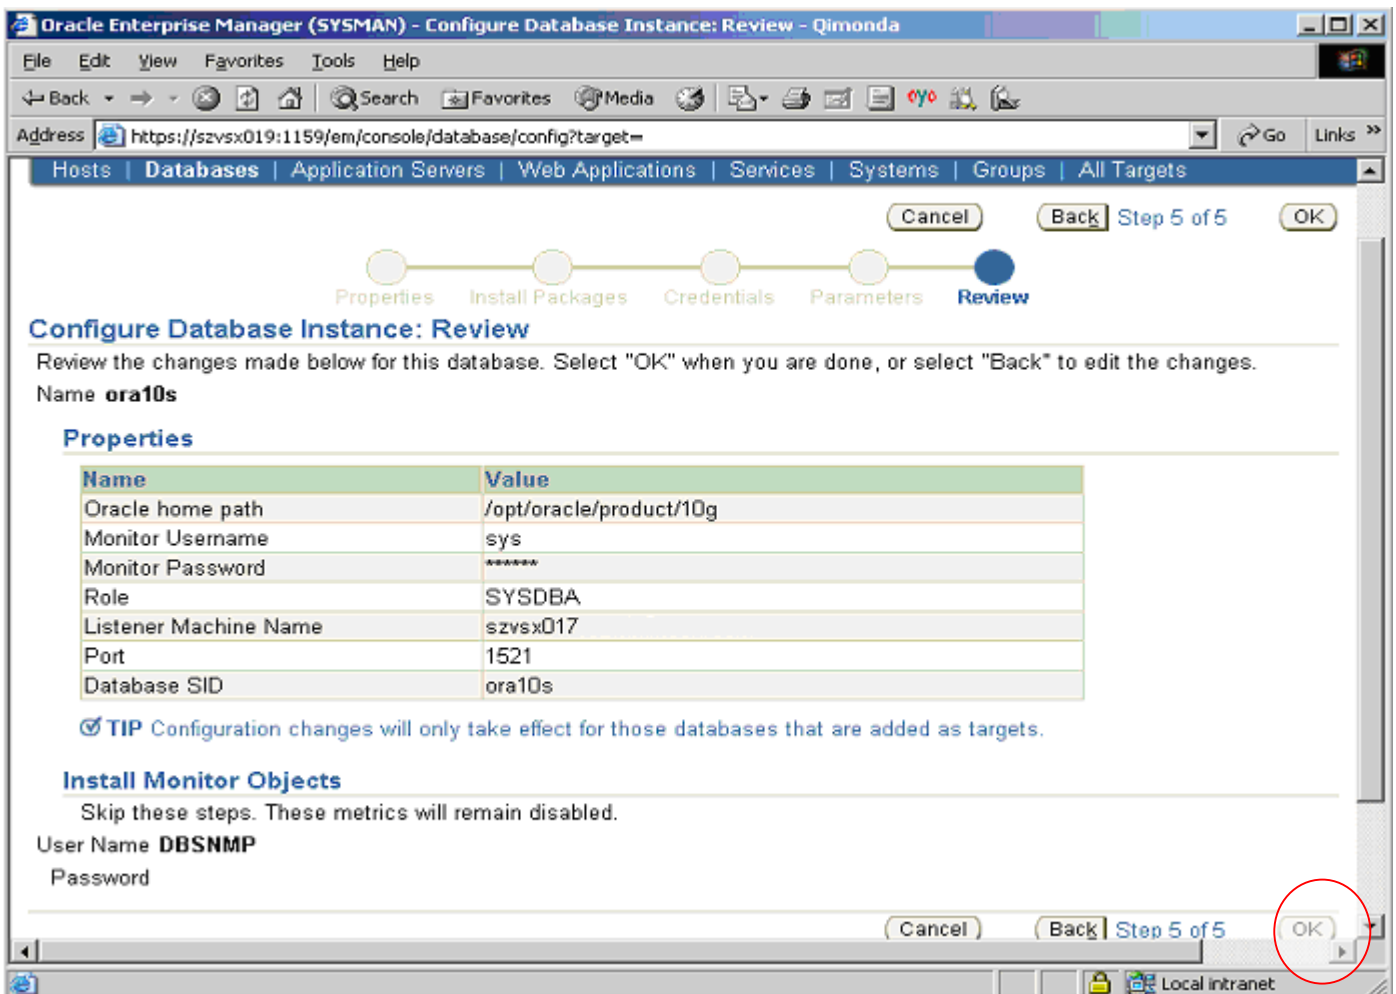 Oracle Enterprise Manager (SYSMAN) - Configure Database Instance: Review - Qimonda
File Edit View Favorites Tools Help
Back Search Favorites Media
Address https://szvsx019:1159/em/console/database/config?target= Go Links »
Hosts | Databases | Application Servers | Web Applications | Services | Systems | Groups | All Targets
Cancel Back Step 5 of 5 OK
Properties Install Packages Credentials Parameters Review
Configure Database Instance: Review
Review the changes made below for this database. Select "OK" when you are done, or select "Back" to edit the changes.
Name ora10s
Properties
Name Value
Oracle home path /opt/oracle/product/10g
Monitor Username sys
Monitor Password ******
Role SYSDBA
Listener Machine Name szvsx017
Port 1521
Database SID ora10s
TIP Configuration changes will only take effect for those databases that are added as targets.
Install Monitor Objects
Skip these steps. These metrics will remain disabled.
User Name DBSNMP
Password
Cancel Back Step 5 of 5 OK
Local intranet